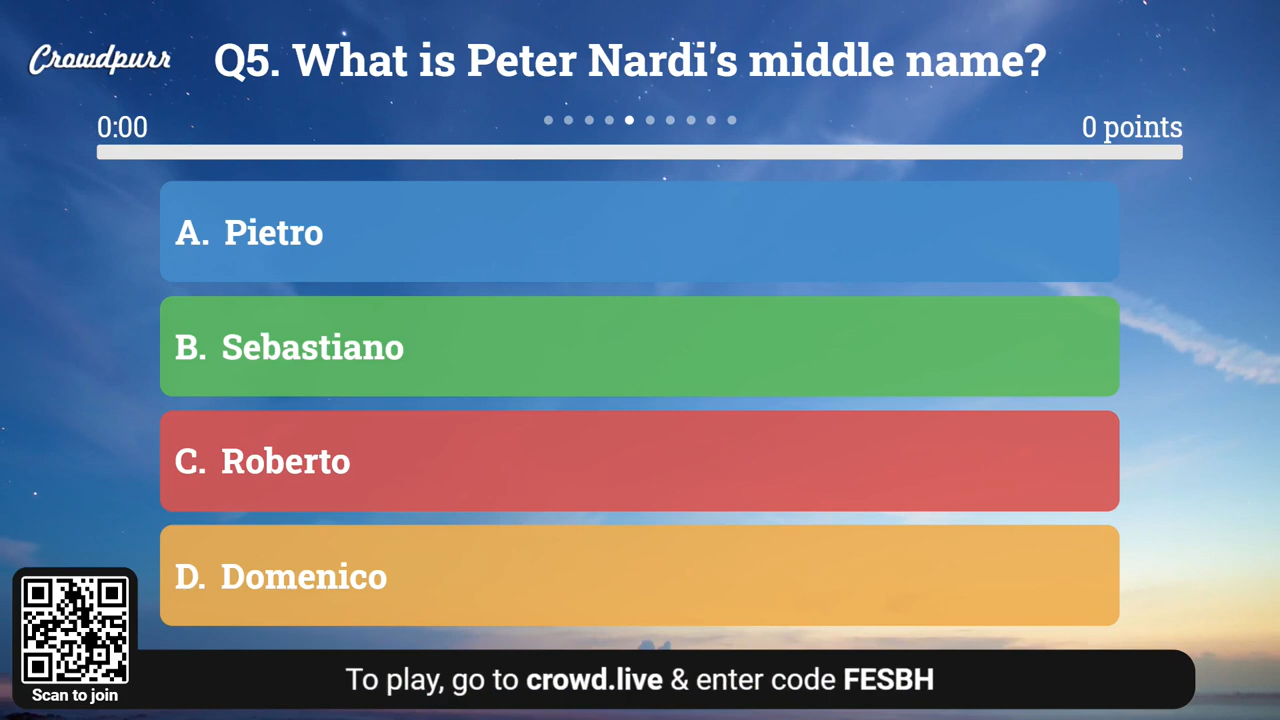 Crowdpurr
Q5. What is Peter Nardi's middle name?
0:00
0 points
A. Pietro
B. Sebastiano
C. Roberto
D. Domenico
Scan to join
To play, go to crowd.live & enter code FESBH